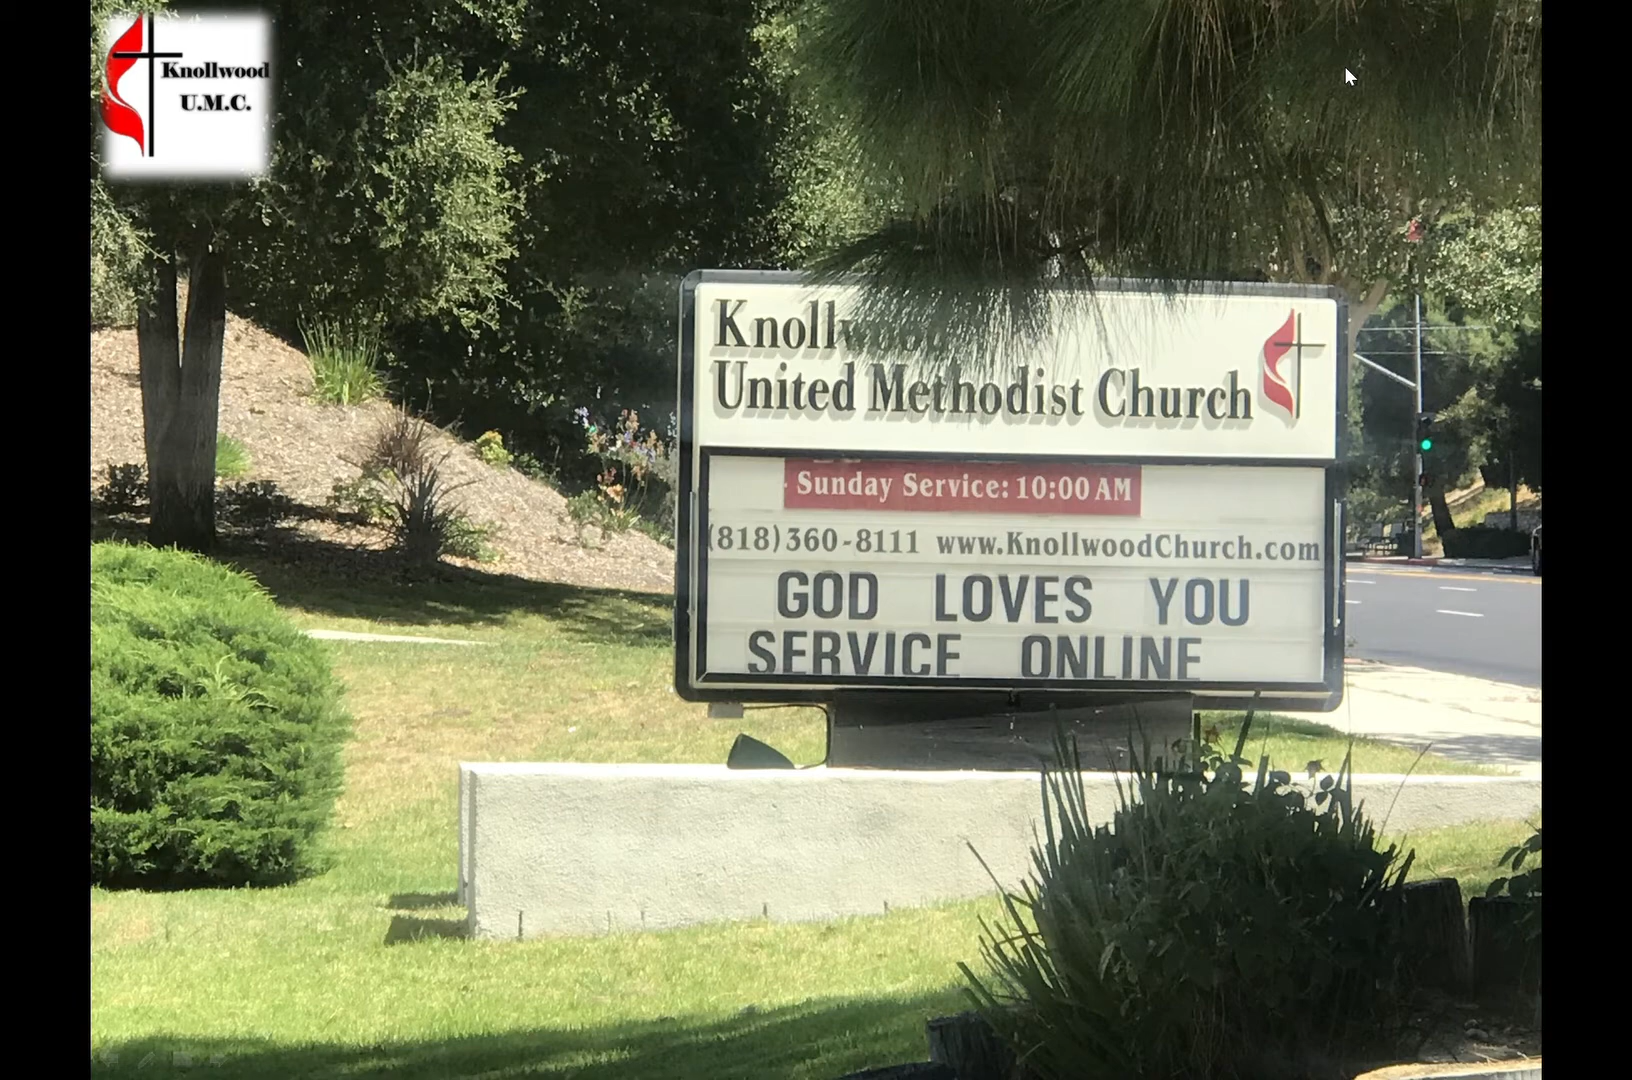 Knollwood
U.M.C.
Knollwood
United Methodist Church
Sunday Service: 10:00 AM
(818) 360-8111 www.KnollwoodChurch.com
GOD LOVES YOU
SERVICE ONLINE